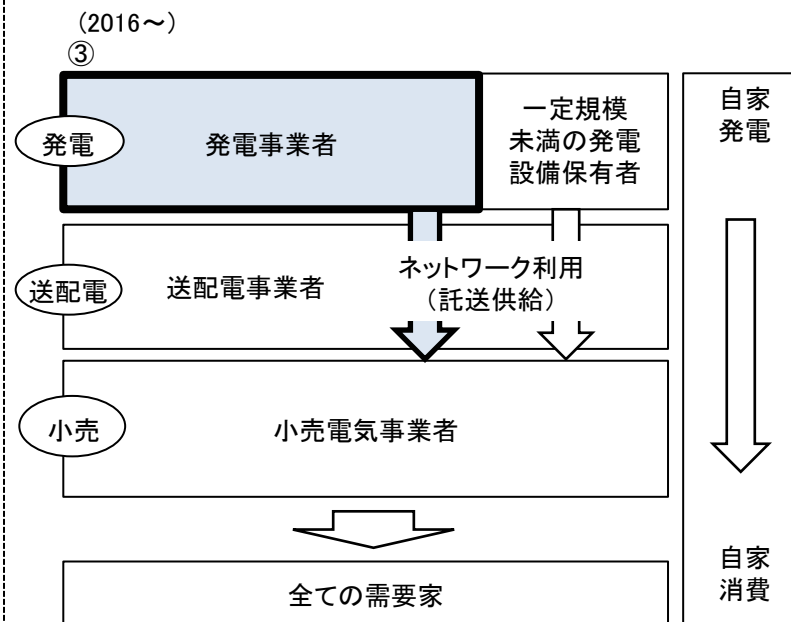 （2016～）
③
発電
発電事業者
一定規模
未満の発電
設備保有者
自家
発電
送配電
送配電事業者
ネットワーク利用
（託送供給）
小売
小売電気事業者
全ての需要家
自家
消費